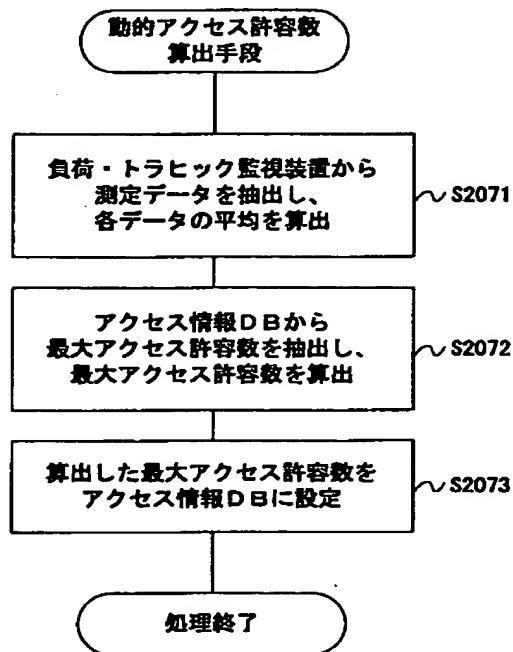 動的アクセス許容数
算出手段
負荷・トラヒック監視装置から
測定データを抽出し、
各データの平均を算出
S2071
アクセス情報DBから
最大アクセス許容数を抽出し、
最大アクセス許容数を算出
S2072
算出した最大アクセス許容数を
アクセス情報DBに設定
S2073
処理終了